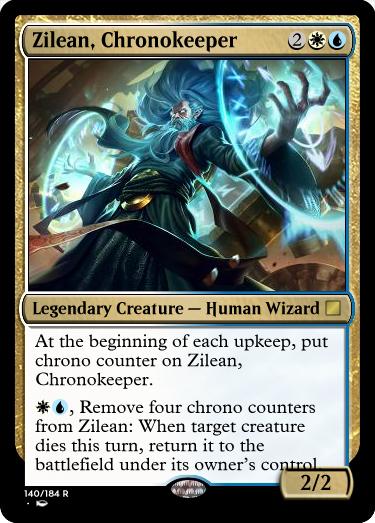 Zilean, Chronokeeper 2
Legendary Creature — Human Wizard
At the beginning of each upkeep, put
chrono counter on Zilean,
Chronokeeper.
, Remove four chrono counters
from Zilean: When target creature
dies this turn, return it to the
battlefield under its owner's control
2/2
140/184 R